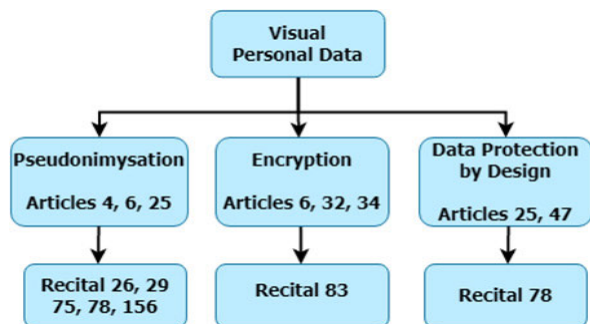 Visual
Personal Data
Pseudonimysation
Articles 4, 6, 25
Encryption
Articles 6, 32, 34
Data Protection
by Design
Articles 25, 47
Recital 26, 29
75, 78, 156
Recital 83
Recital 78